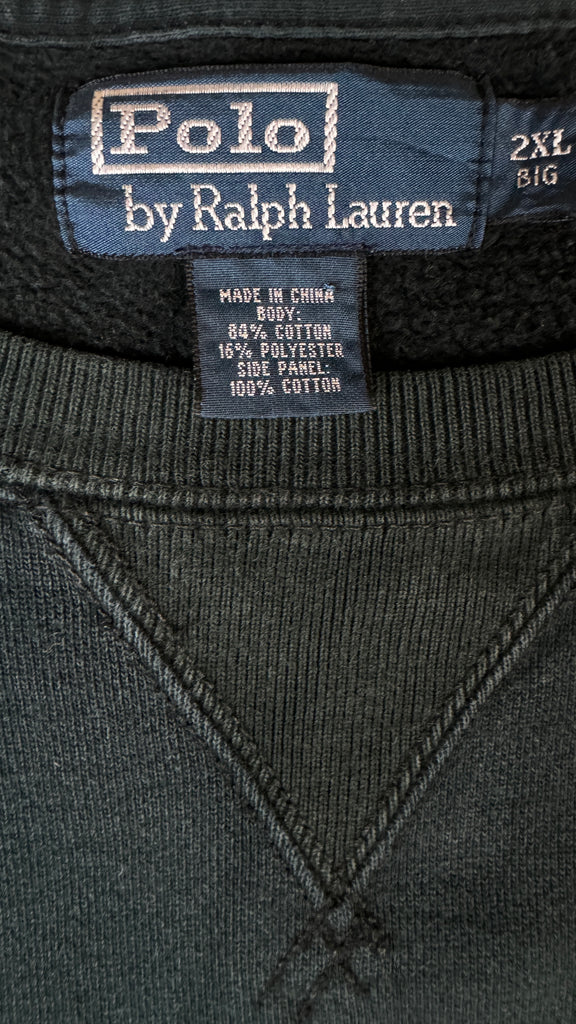 Polo
by Ralph Lauren
2XL
BIG
MADE IN CHINA
BODY:
84% COTTON
16% POLYESTER
SIDE PANEL:
100% COTTON